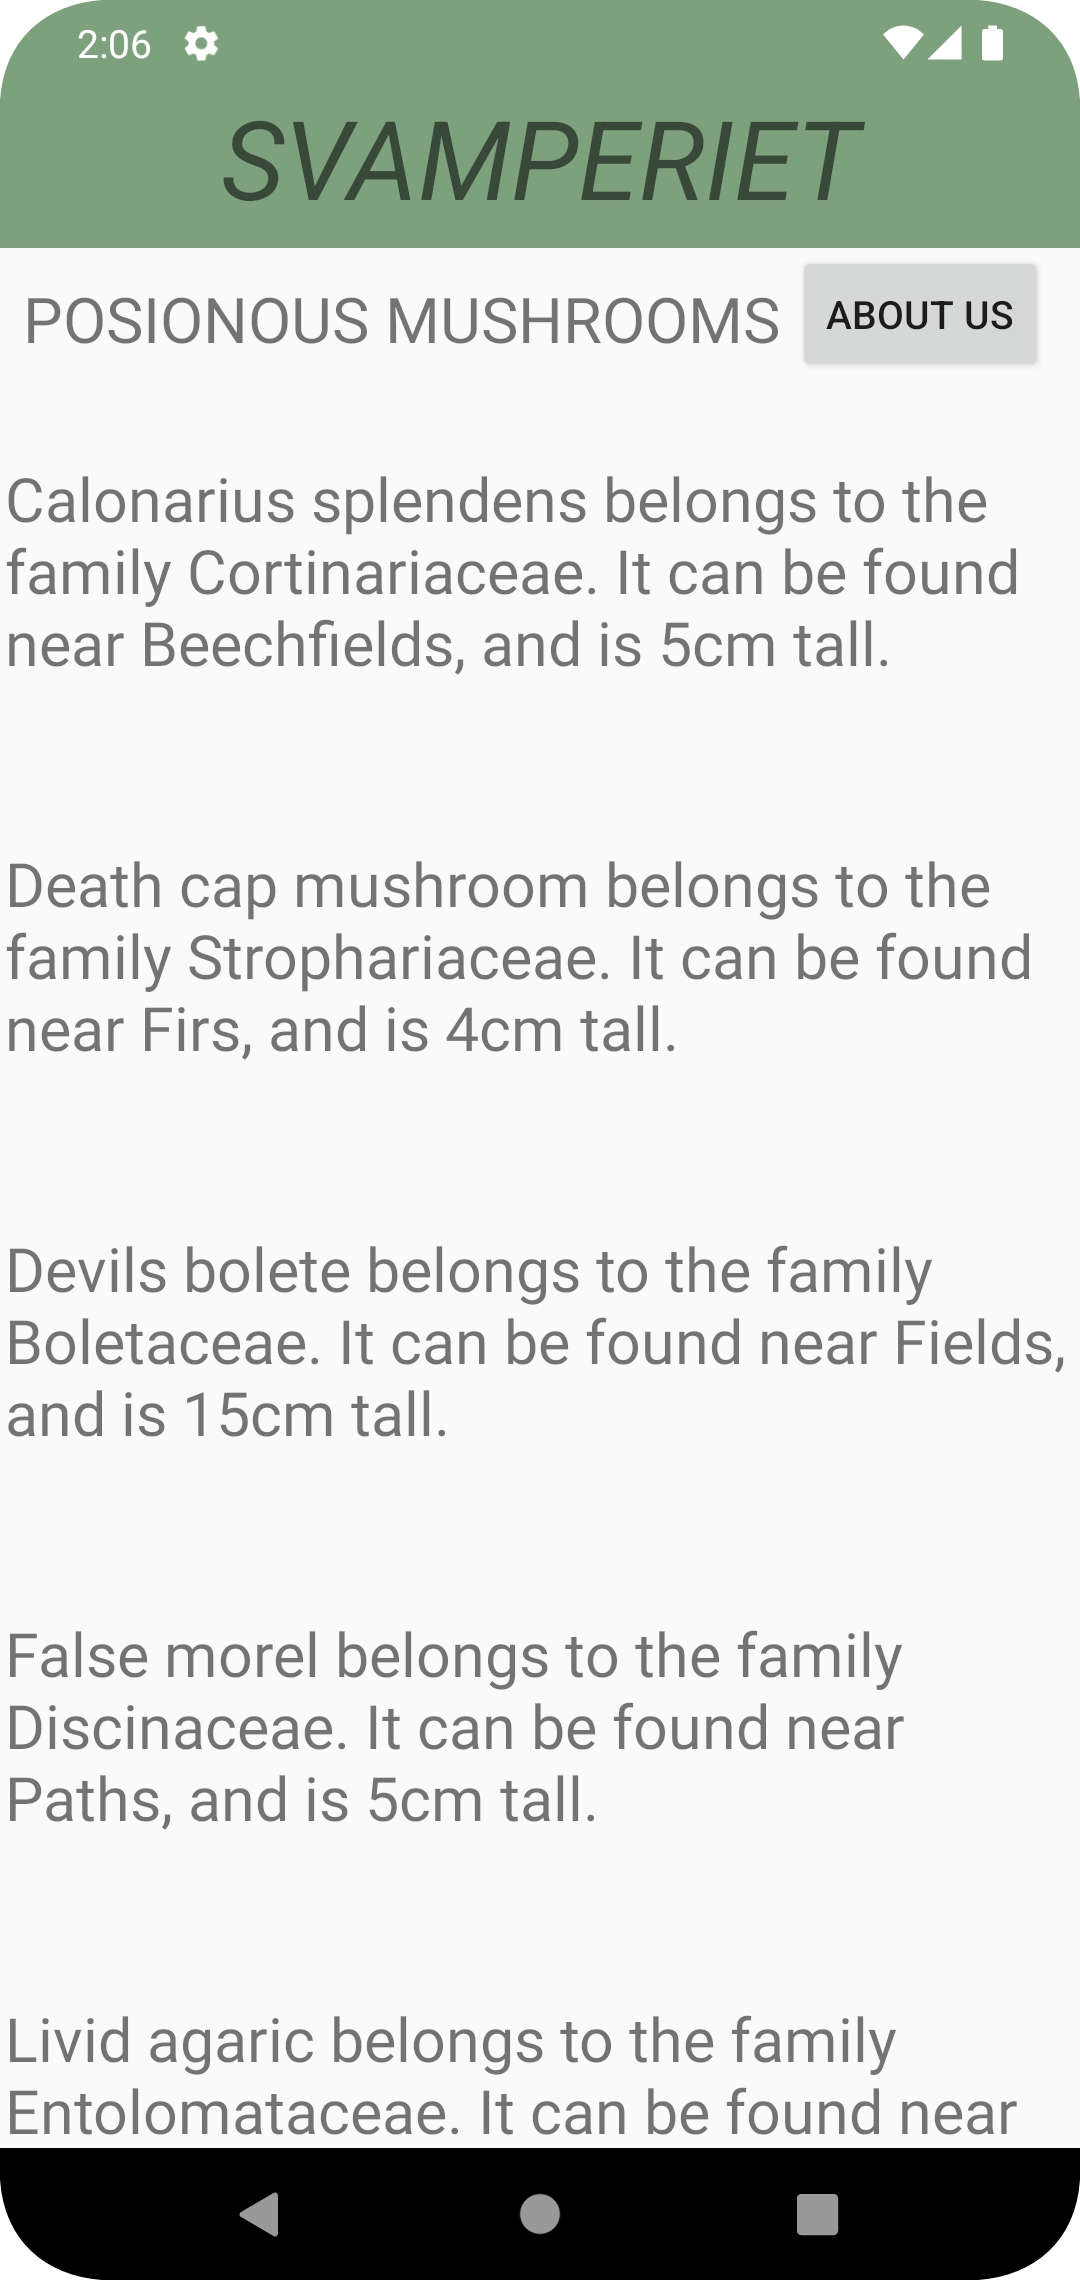 2:06
SVAMPERIET
POSIONOUS MUSHROOMS
ABOUT US
Calonarius splendens belongs to the
family Cortinariaceae. It can be found
near Beechfields, and is 5cm tall.
Death cap mushroom belongs to the
family Strophariaceae. It can be found
near Firs, and is 4cm tall.
Devils bolete belongs to the family
Boletaceae. It can be found near Fields,
and is 15cm tall.
False morel belongs to the family
Discinaceae. It can be found near
Paths, and is 5cm tall.
Livid agaric belongs to the family
Entolomataceae. It can be found near